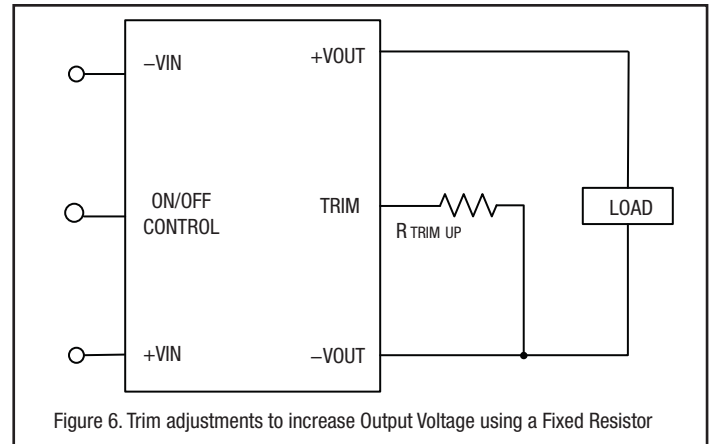 –VIN
+VOUT
ON/OFF
CONTROL
TRIM
R TRIM UP
LOAD
+VIN
–VOUT
Figure 6. Trim adjustments to increase Output Voltage using a Fixed Resistor